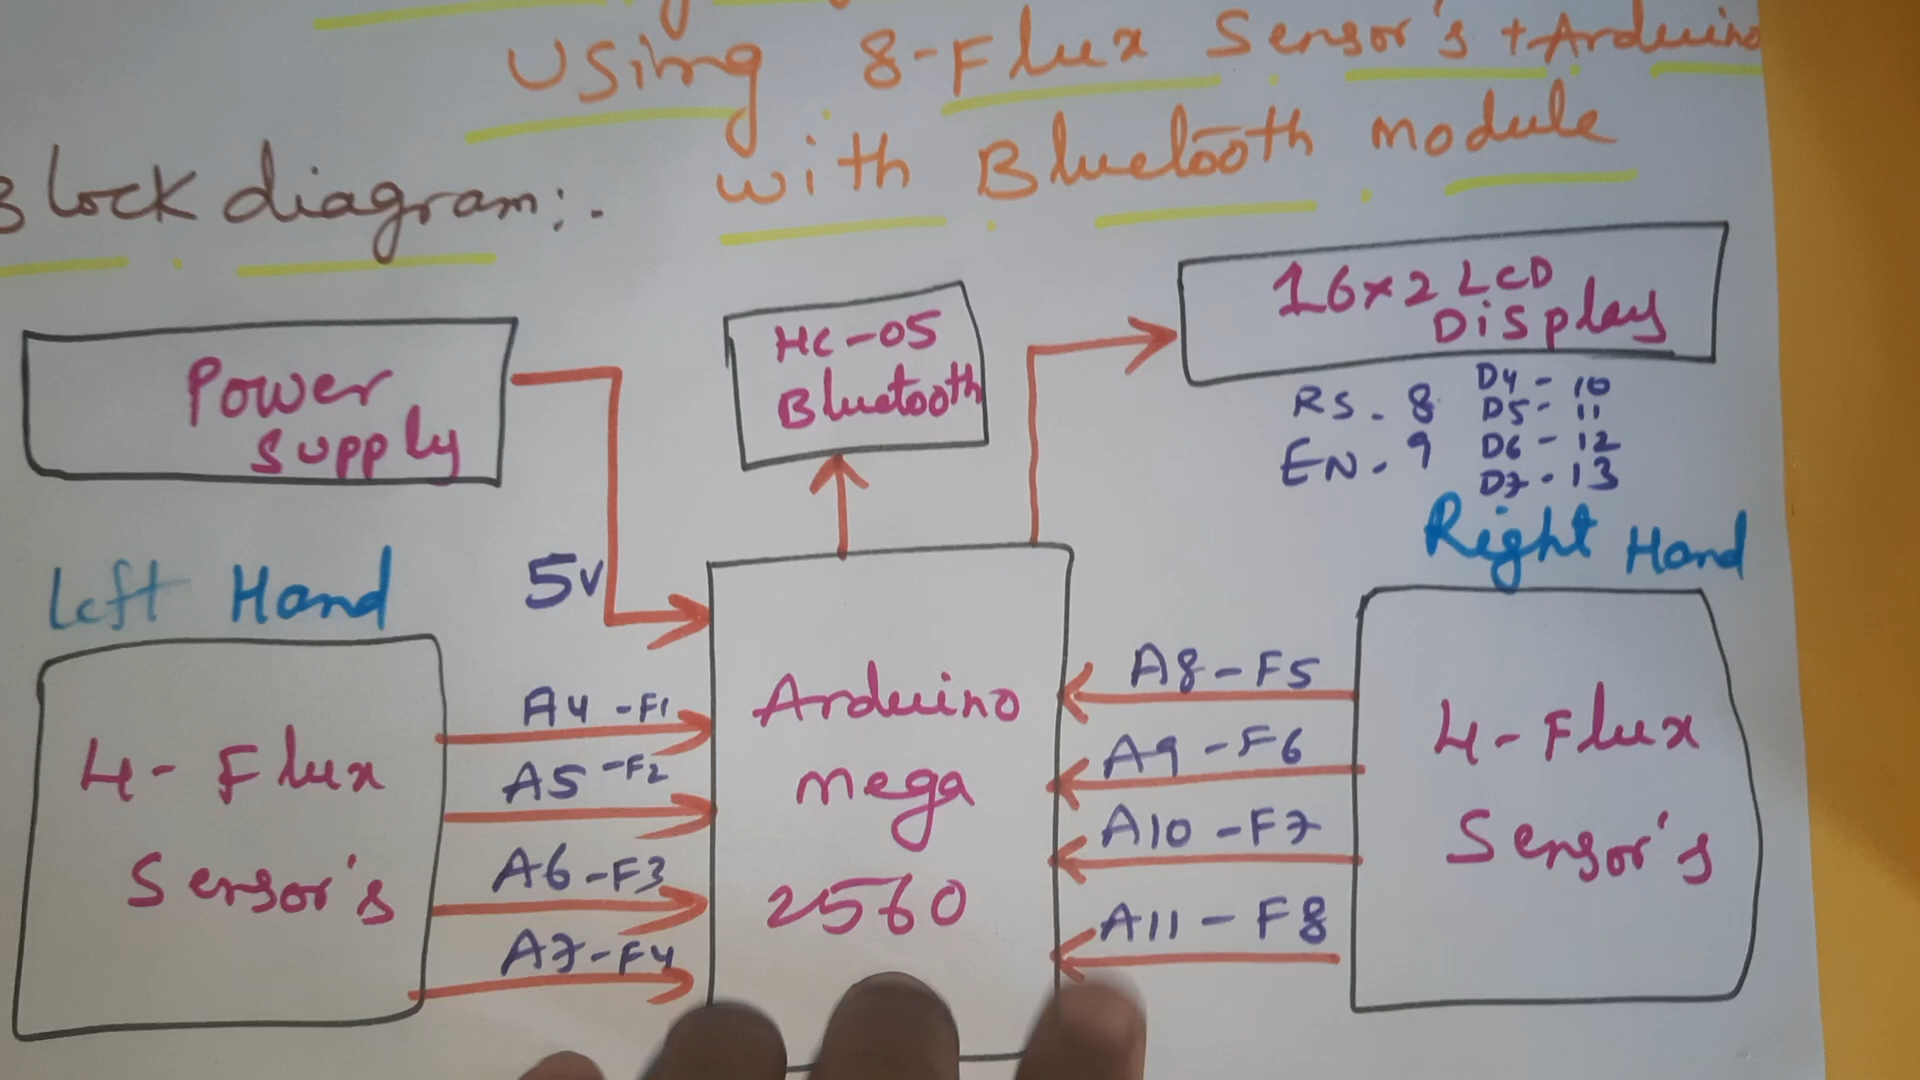 Using 8-Flux Sensor's + Arduino
with Bluetooth module
Block diagram:.
Power
Supply
HC-05
Bluetooth
16x2 LCD
Display
RS - 8
EN - 9
D4 - 10
D5 - 11
D6 - 12
D7 - 13
Left Hand
5v
Right Hand
4-Flux
Sensor's
A4 - F1
A5 - F2
A6 - F3
A7 - F4
Arduino
mega
2560
A8 - F5
A9 - F6
A10 - F7
A11 - F8
4-Flux
Sensor's